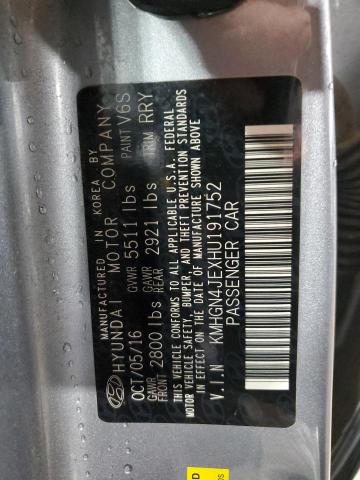 MANUFACTURED IN KOREA BY
HYUNDAI MOTOR COMPANY
OCT/05/16 GVWR 5511 lbs PAINT V6S
GAWR FRONT 2800 lbs GAWR REAR 2921 lbs TRIM RRY
THIS VEHICLE CONFORMS TO ALL APPLICABLE U.S.A. FEDERAL
MOTOR VEHICLE SAFETY, BUMPER, AND THEFT PREVENTION STANDARDS
IN EFFECT ON THE DATE OF MANUFACTURE SHOWN ABOVE
V.I.N KMHGN4JEXHU191752
PASSENGER CAR